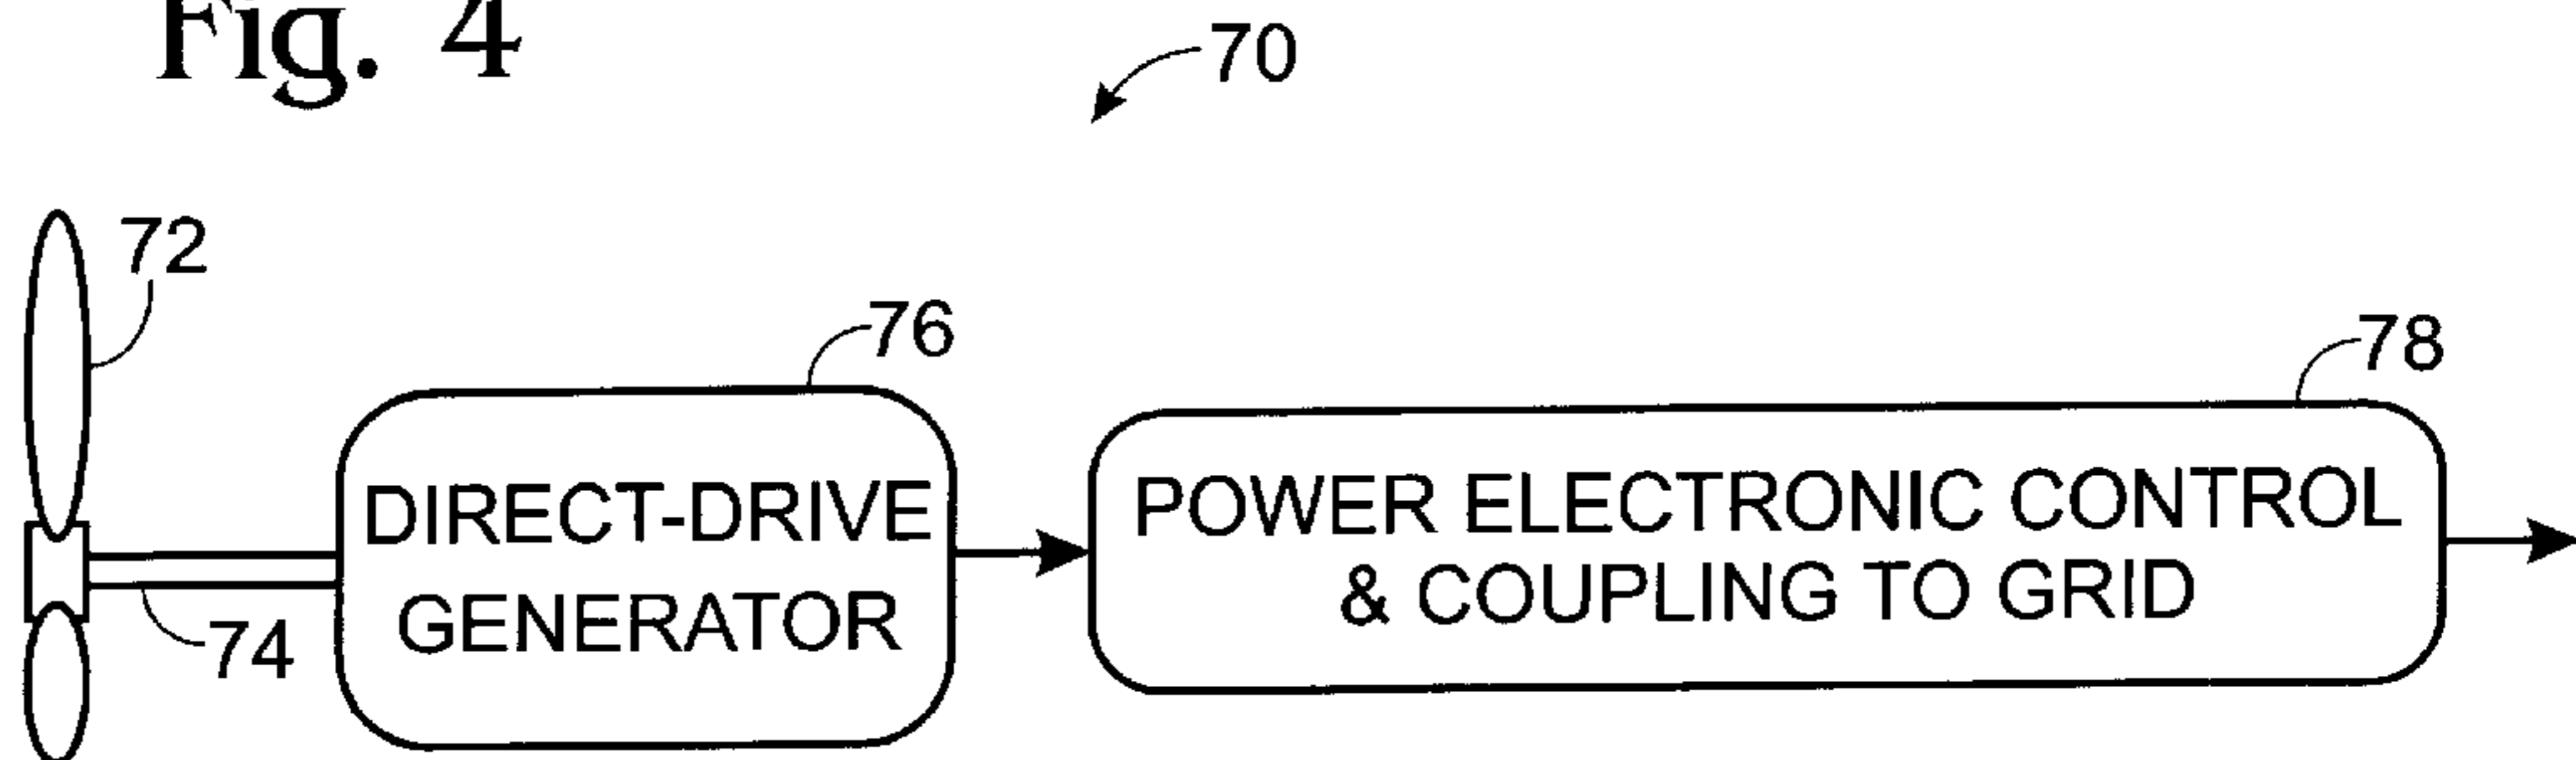 Fig. 4
70
72
76
78
DIRECT-DRIVE
GENERATOR
POWER ELECTRONIC CONTROL
& COUPLING TO GRID
74